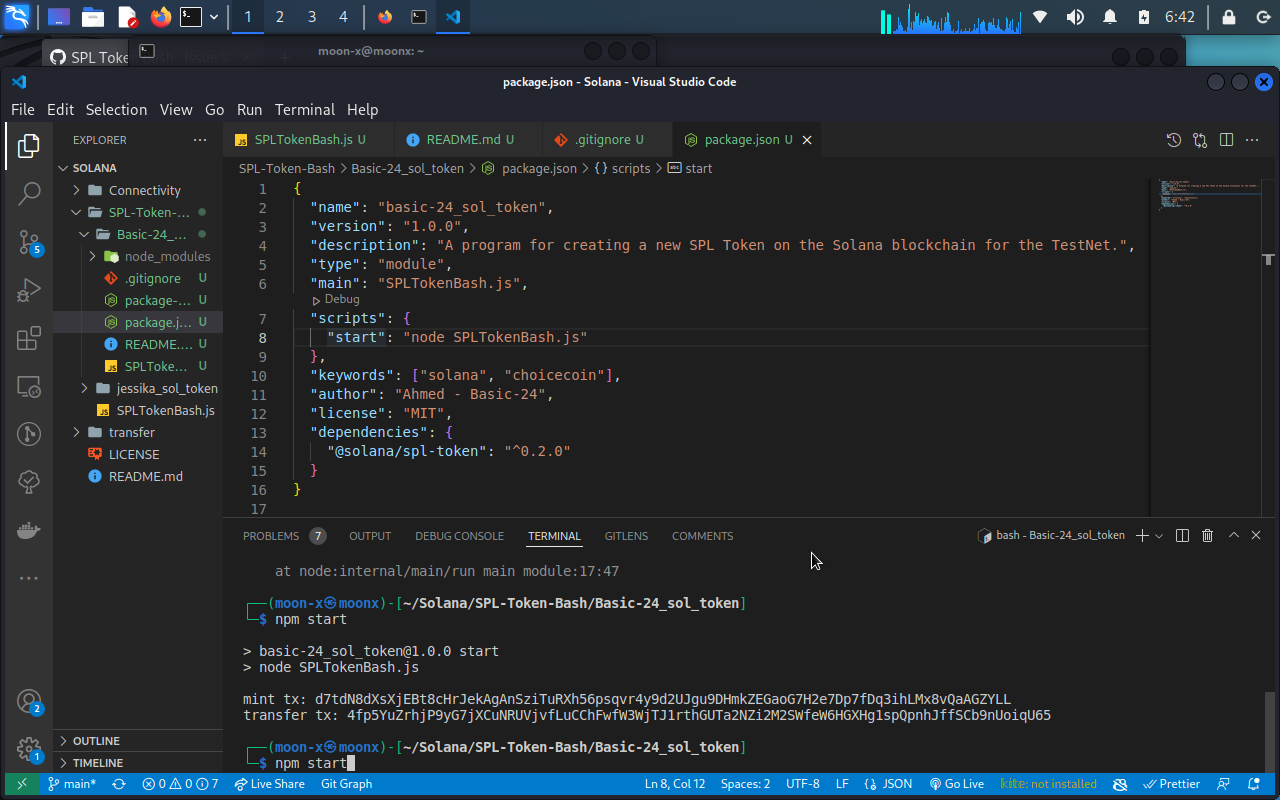 1 2 3 4 6:42
SPL Toke
moon-x@moonx: ~
package.json - Solana - Visual Studio Code
File Edit Selection View Go Run Terminal Help
EXPLORER
SOLANA
Connectivity
SPL-Token-...
Basic-24_...
node_modules
.gitignore U
package-... U
package.j... U
README.... U
SPLToke... U
jessika_sol_token
SPLTokenBash.js
transfer
LICENSE
README.md
OUTLINE
TIMELINE
5
2
1
SPLTokenBash.js U README.md U .gitignore U package.json U
SPL-Token-Bash > Basic-24_sol_token > package.json > {} scripts > abc start
1 {
2 "name": "basic-24_sol_token",
3 "version": "1.0.0",
4 "description": "A program for creating a new SPL Token on the Solana blockchain for the TestNet.",
5 "type": "module",
6 "main": "SPLTokenBash.js",
Debug
7 "scripts": {
8 "start": "node SPLTokenBash.js"
9 },
10 "keywords": ["solana", "choicecoin"],
11 "author": "Ahmed - Basic-24",
12 "license": "MIT",
13 "dependencies": {
14 "@solana/spl-token": "^0.2.0"
15 }
16 }
17
PROBLEMS 7 OUTPUT DEBUG CONSOLE TERMINAL GITLENS COMMENTS bash - Basic-24_sol_token
at node:internal/main/run main module:17:47
┌──(moon-x㉿moonx)-[~/Solana/SPL-Token-Bash/Basic-24_sol_token]
└─$ npm start
> basic-24_sol_token@1.0.0 start
> node SPLTokenBash.js
mint tx: d7tdN8dXsXjEBt8cHrJekAgAnSziTuRXh56psqvr4y9d2UJgu9DHmkZEGaoG7H2e7Dp7fDq3ihLMx8vQaAGZYLL
transfer tx: 4fp5YuZrhjP9yG7jXCuNRUVjvfLuCChFwfW3WjTJ1rthGUTa2NZi2M2SWfeW6HGXHg1spQpnhJffSCb9nUoiqU65
┌──(moon-x㉿moonx)-[~/Solana/SPL-Token-Bash/Basic-24_sol_token]
└─$ npm start
main* 0 0 7 Live Share Git Graph Ln 8, Col 12 Spaces: 2 UTF-8 LF {} JSON Go Live kite: not installed Prettier